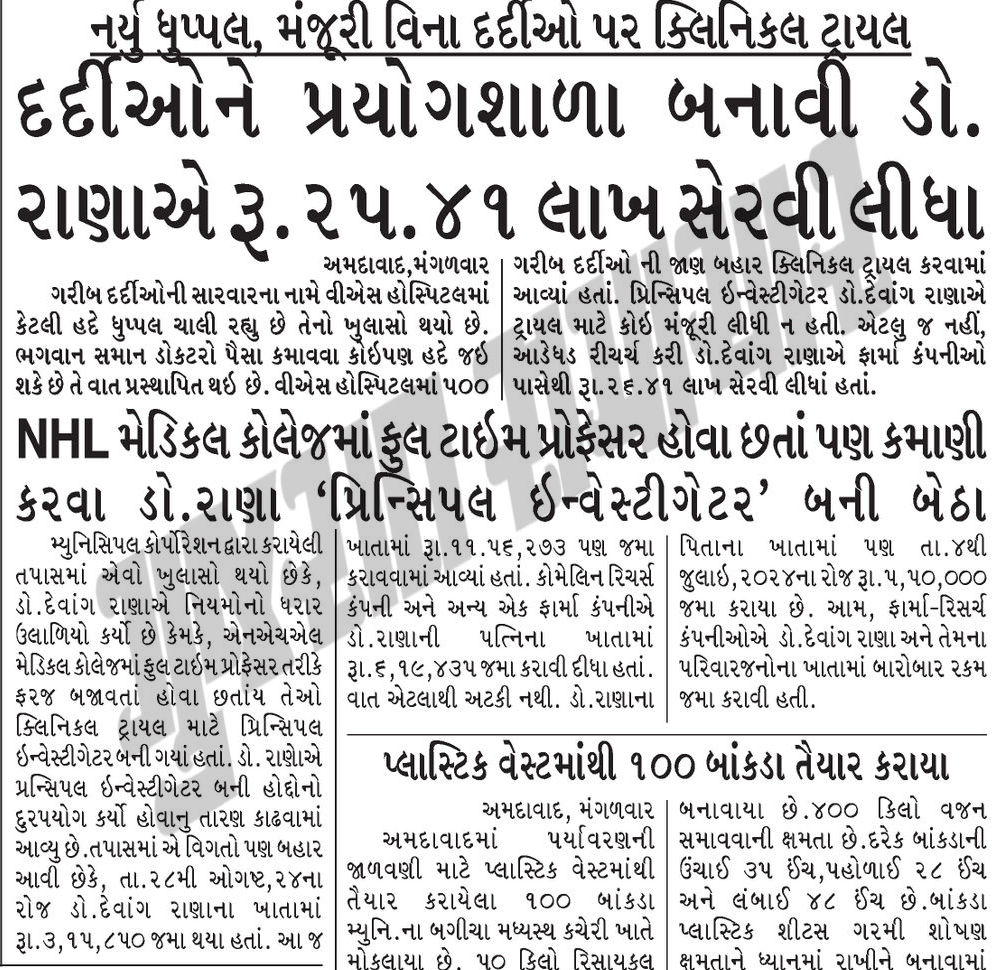 નર્યુ ધુપ્પલ, મંજૂરી વિના દર્દીઓ પર ક્લિનિકલ ટ્રાયલ
દર્દીઓને પ્રયોગશાળા બનાવી ડો.
રાણાએ રૂ.૨૫.૪૧ લાખ સેરવી લીધા
અમદાવાદ,મંગળવાર
ગરીબ દર્દીઓની સારવારના નામે વીએસ હોસ્પિટલમાં
કેટલી હદે ધુપ્પલ ચાલી રહ્યુ છે તેનો ખુલાસો થયો છે.
ભગવાન સમાન ડોકટરો પૈસા કમાવવા કોઇપણ હદે જઇ
શકે છે તે વાત પ્રસ્થાપિત થઇ છે. વીએસ હોસ્પિટલમાં ૫૦૦
ગરીબ દર્દીઓ ની જાણ બહાર ક્લિનિકલ ટ્રાયલ કરવામાં
આવ્યાં હતાં. પ્રિન્સિપલ ઇન્વેસ્ટીગેટર ડો.દેવાંગ રાણાએ
ટ્રાયલ માટે કોઇ મંજૂરી લીધી ન હતી. એટલુ જ નહીં,
આડેધડ રીચર્ચ કરી ડો.દેવાંગ રાણાએ ફાર્મા કંપનીઓ
પાસેથી રૂા.૨૬.૪૧ લાખ સેરવી લીધાં હતાં.
NHL મેડિકલ કોલેજમાં ફુલ ટાઇમ પ્રોફેસર હોવા છતાં પણ કમાણી
કરવા ડો.રાણા ‘પ્રિન્સિપલ ઇન્વેસ્ટીગેટર’ બની બેઠા
મ્યુનિસિપલ કોર્પોરેશન દ્વારા કરાયેલી
તપાસમાં એવો ખુલાસો થયો છેકે,
ડો.દેવાંગ રાણાએ નિયમોનો ધરાર
ઉલાળિયો કર્યો છે કેમકે, એનએચએલ
મેડિકલ કોલેજમાં ફુલ ટાઇમ પ્રોફેસર તરીકે
ફરજ બજાવતાં હોવા છતાંય તેઓ
ક્લિનિકલ ટ્રાયલ માટે પ્રિન્સિપલ
ઇન્વેસ્ટીગેટર બની ગયાં હતાં. ડો. રાણેએ
પ્રન્સિપલ ઇન્વેસ્ટીગેટર બની હોદ્દોનો
દુરપયોગ કર્યો હોવાનુ તારણ કાઢવામાં
આવ્યુ છે.તપાસમાં એ વિગતો પણ બહાર
આવી છેકે, તા.૨૮મી ઓગષ્ટ,૨૪ના
રોજ ડો.દેવાંગ રાણાના ખાતામાં
રૂા.૩,૧૫,૮૫૦ જમા થયા હતાં. આ જ
ખાતામાં રૂા.૧૧.૫૬,૨૭૩ પણ જમા
કરાવવામાં આવ્યાં હતાં. કોમેલિન રિચર્સ
કંપની અને અન્ય એક ફાર્મા કંપનીએ
ડો.રાણાની પત્નિના ખાતામાં
રૂા.૬,૧૯,૪૩૫ જમા કરાવી દીધા હતાં.
વાત એટલાથી અટકી નથી. ડો.રાણાના
પિતાના ખાતામાં પણ તા.૪થી
જુલાઇ,૨૦૨૪ના રોજ રૂા.૫,૫૦,૦૦૦
જમા કરાયા છે. આમ, ફાર્મા-રિસર્ચ
કંપનીઓએ ડો.દેવાંગ રાણા અને તેમના
પરિવારજનોના ખાતામાં બારોબાર રકમ
જમા કરાવી હતી.
પ્લાસ્ટિક વેસ્ટમાંથી ૧૦૦ બાંકડા તૈયાર કરાયા
અમદાવાદ, મંગળવાર
અમદાવાદમાં પર્યાવરણની
જાળવણી માટે પ્લાસ્ટિક વેસ્ટમાંથી
તૈયાર કરાયેલા ૧૦૦ બાંકડા
મ્યુનિ.ના બગીચા મધ્યસ્થ કચેરી ખાતે
મોકલાયા છે. ૫૦ કિલો રિસાયકલ
બનાવાયા છે.૪૦૦ કિલો વજન
સમાવવાની ક્ષમતા છે.દરેક બાંકડાની
ઉંચાઈ ૩૫ ઈંચ,પહોળાઈ ૨૮ ઈંચ
અને લંબાઈ ૪૮ ઈંચ છે.બાંકડા
પ્લાસ્ટિક શીટસ ગરમી શોષણ
ક્ષમતાને ધ્યાનમાં રાખીને બનાવામાં